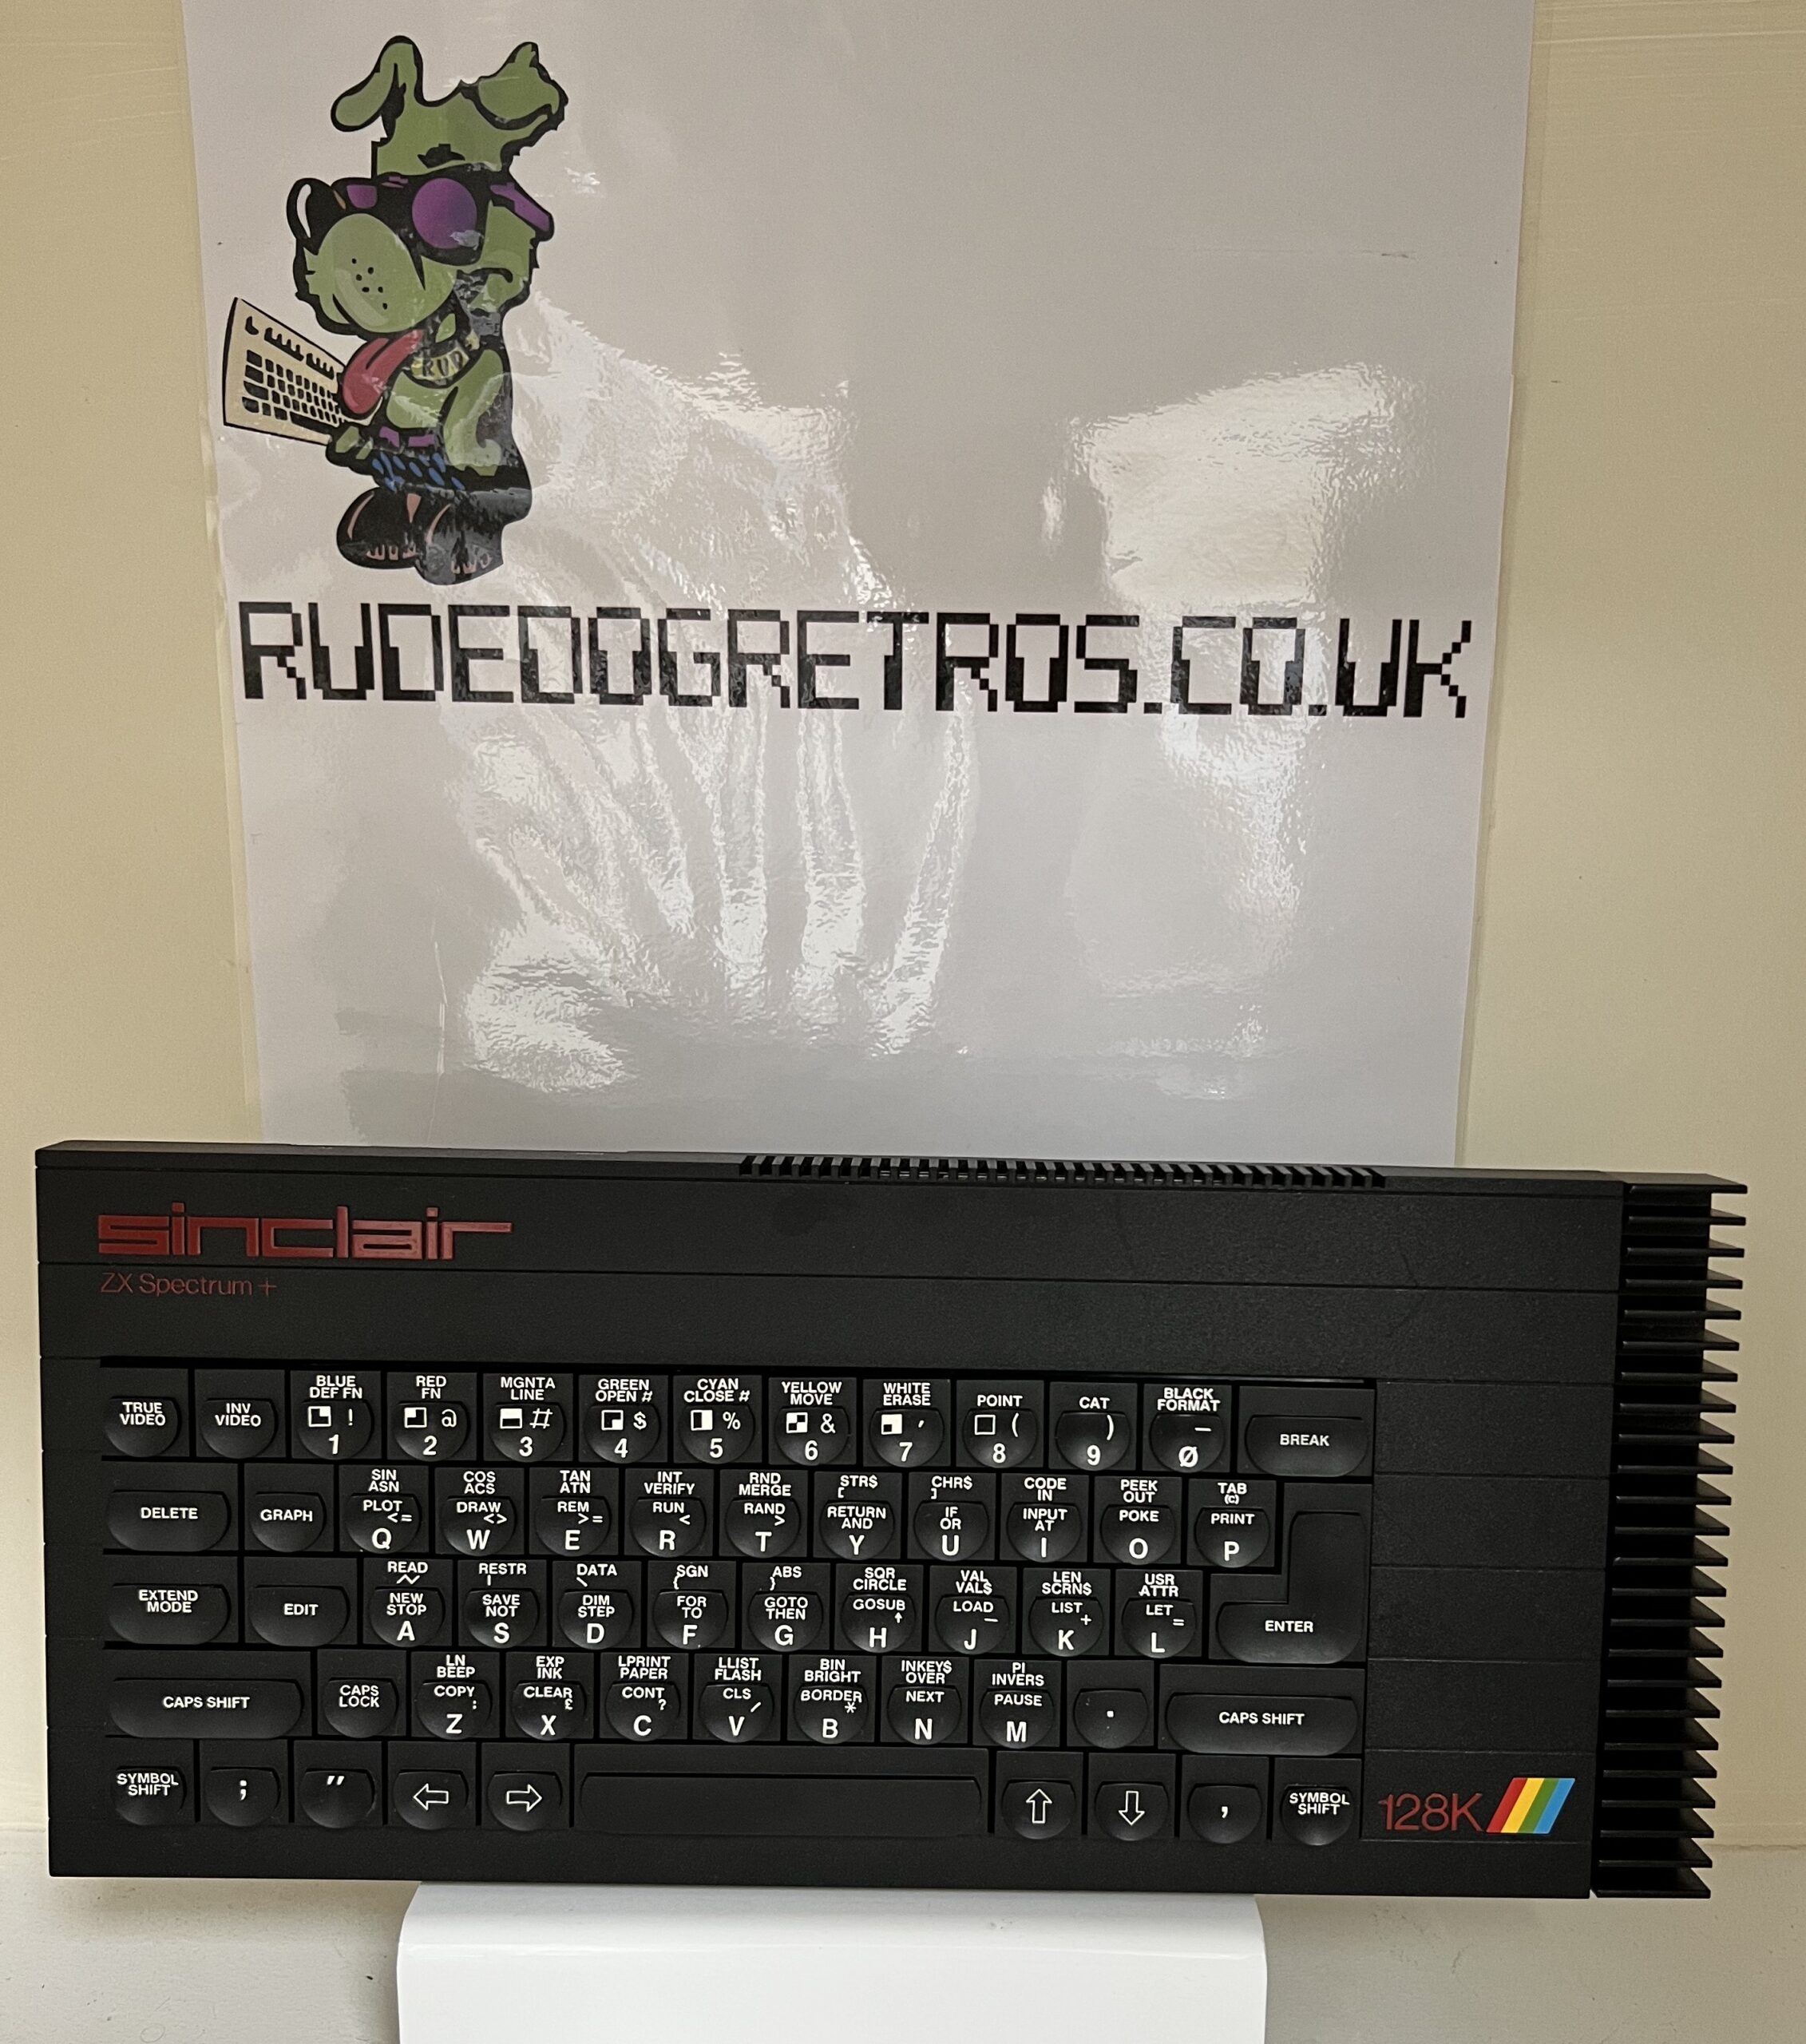 RUD
RUDEDOGRETROS.CO.UK
sinclair
ZX Spectrum +
TRUE VIDEO
INV VIDEO
BLUE DEF FN ! 1
RED FN @ 2
MGNTA LINE # 3
GREEN OPEN # $ 4
CYAN CLOSE # % 5
YELLOW MOVE & 6
WHITE ERASE ' 7
POINT ( 8
CAT ) 9
BLACK FORMAT _ Ø
BREAK
DELETE
GRAPH
SIN ASN PLOT <= Q
COS ACS DRAW <> W
TAN ATN REM >= E
INT VERIFY RUN < R
RND MERGE RAND > T
STR$ [ RETURN AND Y
CHR$ ] IF OR U
CODE IN INPUT AT I
PEEK OUT POKE O
TAB (C) PRINT P
EXTEND MODE
EDIT
READ ~ NEW STOP A
RESTR | SAVE NOT S
DATA \ DIM STEP D
SGN { FOR TO F
ABS } GOTO THEN G
SQR CIRCLE GOSUB ↑ H
VAL VAL$ LOAD – J
LEN SCRN$ LIST + K
USR ATTR LET = L
ENTER
CAPS SHIFT
CAPS LOCK
LN BEEP COPY : Z
EXP INK CLEAR £ X
LPRINT PAPER CONT ? C
LLIST FLASH CLS / V
BIN BRIGHT BORDER * B
INKEY$ OVER NEXT N
PI INVERS PAUSE M
.
CAPS SHIFT
SYMBOL SHIFT
;
"
⇦
⇨
⇧
⇩
,
SYMBOL SHIFT
128K